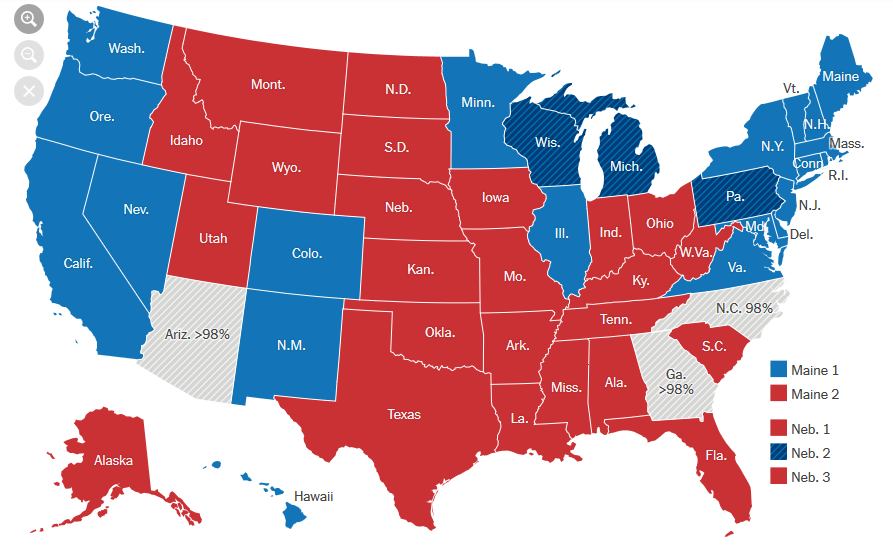 Wash.
Maine
Mont.
N.D.
Vt.
Minn.
Ore.
N.H.
Idaho
S.D.
Wis.
N.Y.
Mass.
Mich.
Conn.
Wyo.
R.I.
Iowa
Pa.
Neb.
Nev.
N.J.
Ohio
Md.
Utah
Ill.
Ind.
Del.
Colo.
W.Va.
Calif.
Kan.
Va.
Mo.
Ky.
N.C. 98%
Ariz. >98%
Tenn.
Okla.
N.M.
Ark.
S.C.
Maine 1
Ga.
>98%
Miss.
Ala.
Maine 2
Texas
La.
Neb. 1
Alaska
Fla.
Neb. 2
Neb. 3
Hawaii